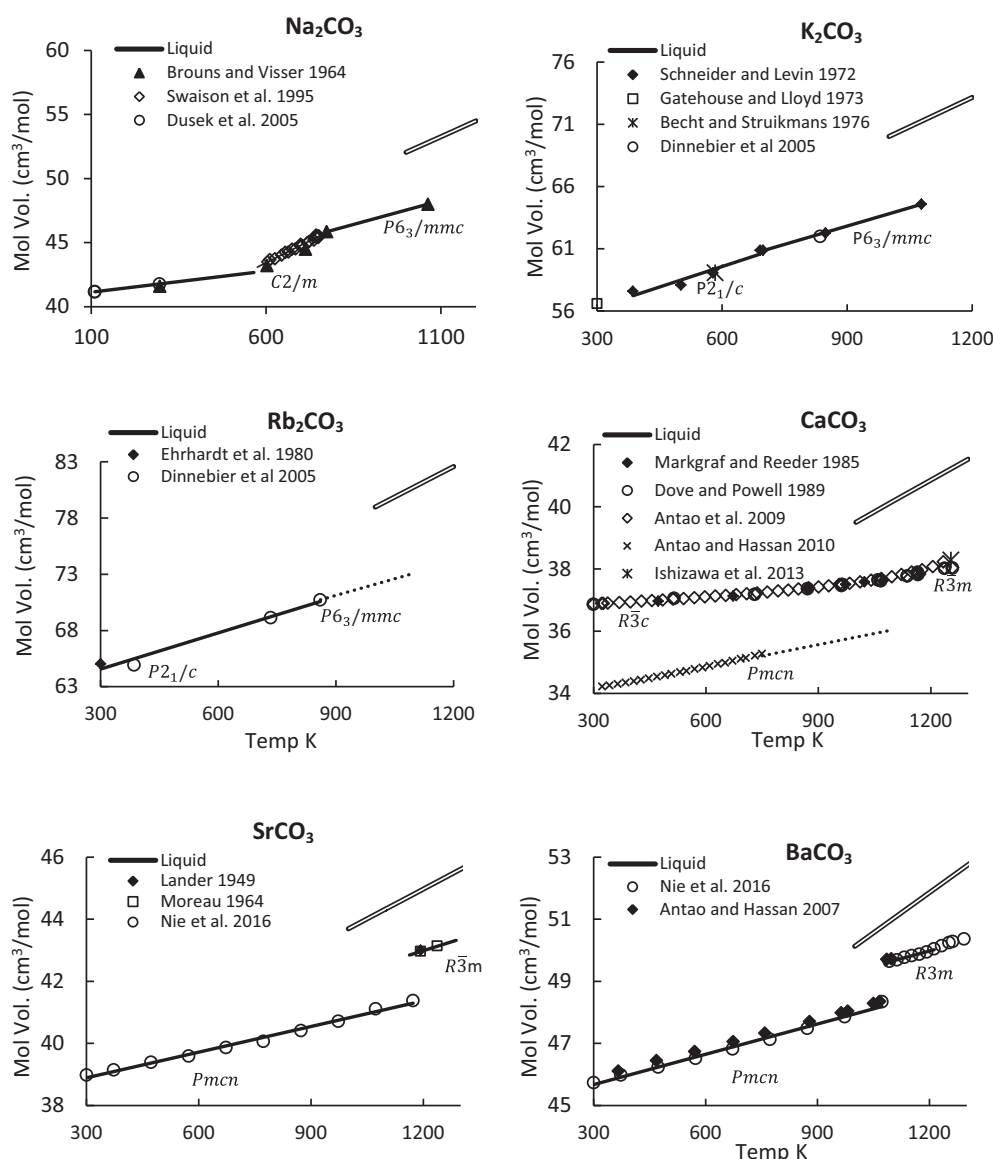 Na₂CO₃
Liquid
Brouns and Visser 1964
Swaison et al. 1995
Dusek et al. 2005
Mol Vol. (cm³/mol)
60
50
40
P6₃/mmc
C2/m
100
600
1100
K₂CO₃
Liquid
Schneider and Levin 1972
Gatehouse and Lloyd 1973
Becht and Struikmans 1976
Dinnebier et al 2005
Mol Vol. (cm³/mol)
76
71
66
61
56
P6₃/mmc
P2₁/c
300
600
900
1200
Rb₂CO₃
Liquid
Ehrhardt et al. 1980
Dinnebier et al 2005
Mol Vol. (cm³/mol)
83
78
73
68
63
P6₃/mmc
P2₁/c
300
600
900
1200
Temp K
CaCO₃
Liquid
Markgraf and Reeder 1985
Dove and Powell 1989
Antao et al. 2009
Antao and Hassan 2010
Ishizawa et al. 2013
Mol Vol. (cm³/mol)
42
40
38
36
34
R3̅m
R3̅c
Pmcn
300
600
900
1200
Temp K
SrCO₃
Liquid
Lander 1949
Moreau 1964
Nie et al. 2016
Mol Vol. (cm³/mol)
46
44
42
40
38
R3̅m
Pmcn
300
600
900
1200
BaCO₃
Liquid
Nie et al. 2016
Antao and Hassan 2007
Mol Vol. (cm³/mol)
53
51
49
47
45
R3m
Pmcn
300
600
900
1200